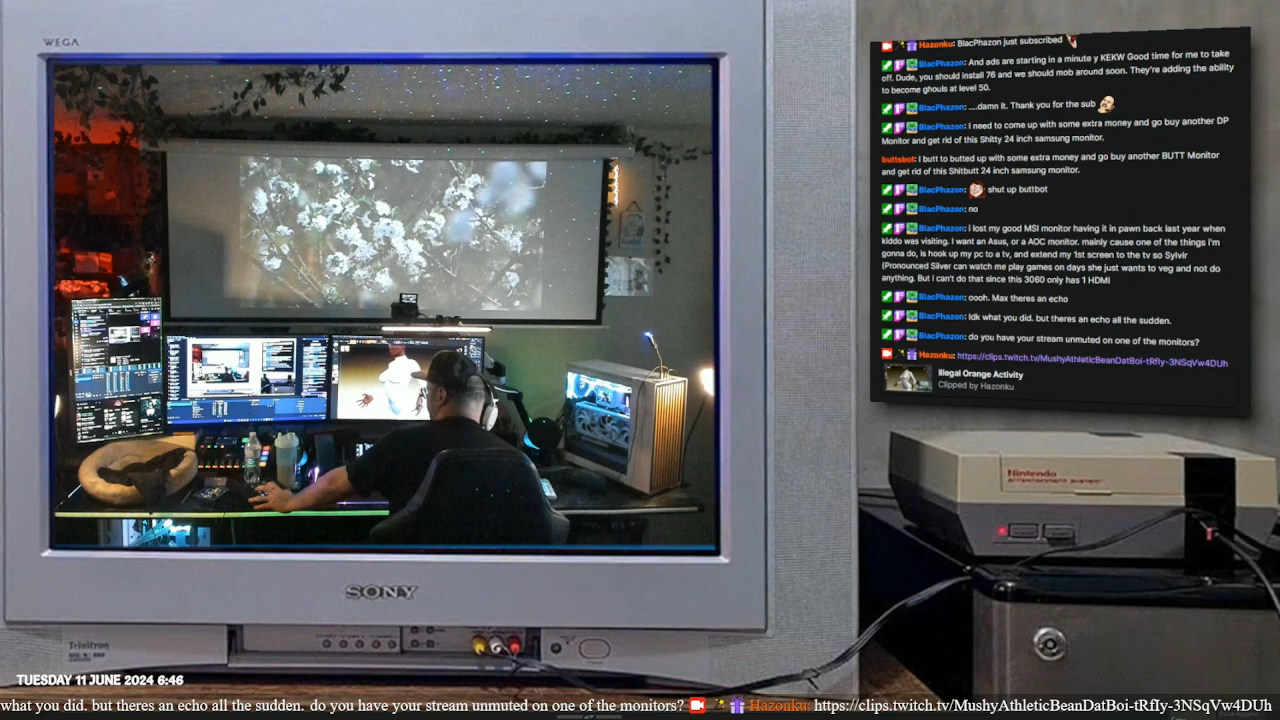 WEGA
Hazonku: BlacPhazon just subscribed
BlacPhazon: And ads are starting in a minute y KEKW Good time for me to take
off. Dude, you should install 76 and we should mob around soon. They're adding the ability
to become ghouls at level 50.
BlacPhazon: ....damn it. Thank you for the sub
BlacPhazon: I need to come up with some extra money and go buy another DP
Monitor and get rid of this Shitty 24 inch samsung monitor.
buttsbot: I butt to butted up with some extra money and go buy another BUTT Monitor
and get rid of this Shitbutt 24 inch samsung monitor.
BlacPhazon: shut up buttbot
BlacPhazon: no
BlacPhazon: i lost my good MSI monitor having it in pawn back last year when
kiddo was visiting. I want an Asus, or a AOC monitor. mainly cause one of the things i'm
gonna do, is hook up my pc to a tv, and extend my 1st screen to the tv so Sylvir
(Pronounced Silver can watch me play games on days she just wants to veg and not do
anything. But i can't do that since this 3060 only has 1 HDMI
BlacPhazon: oooh. Max theres an echo
BlacPhazon: Idk what you did. but theres an echo all the sudden.
BlacPhazon: do you have your stream unmuted on one of the monitors?
Hazonku: https://clips.twitch.tv/MushyAthleticBeanDatBoi-tRfIy-3NSqVw4DUh
Illegal Orange Activity
Clipped by Hazonku
Nintendo
ENTERTAINMENT SYSTEM
SONY
Trinitron
TUESDAY 11 JUNE 2024 6:46
what you did. but theres an echo all the sudden. do you have your stream unmuted on one of the monitors? Hazonku: https://clips.twitch.tv/MushyAthleticBeanDatBoi-tRfIy-3NSqVw4DUh